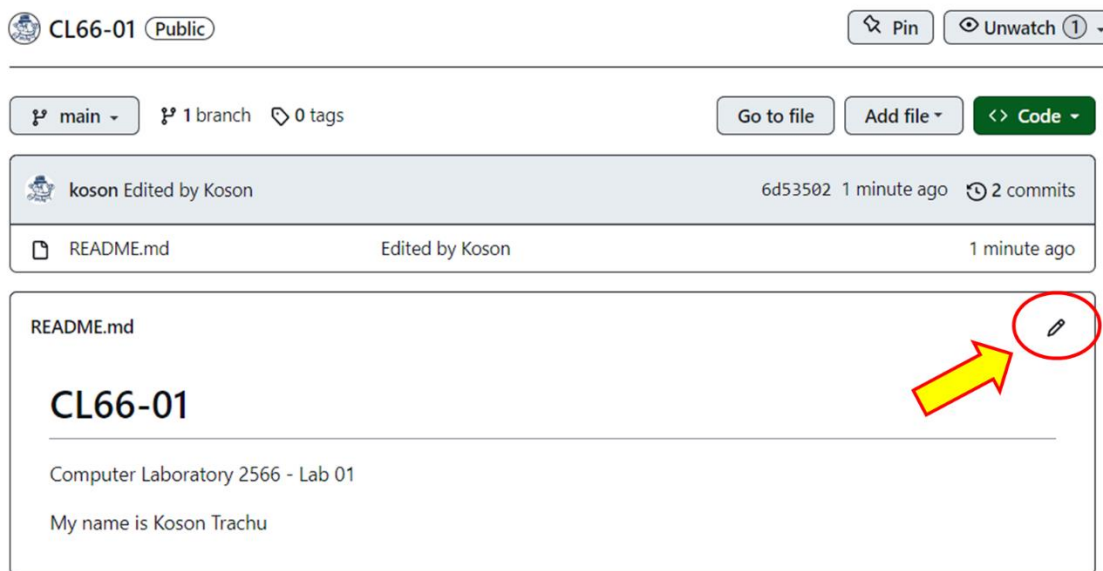 CL66-01 Public Pin Unwatch 1
main 1 branch 0 tags Go to file Add file Code
koson Edited by Koson 6d53502 1 minute ago 2 commits
README.md Edited by Koson 1 minute ago
README.md
CL66-01
Computer Laboratory 2566 - Lab 01
My name is Koson Trachu